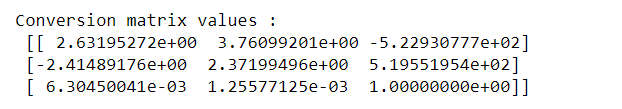 Conversion matrix values :
[[ 2.63195272e+00 3.76099201e+00 -5.22930777e+02]
[-2.41489176e+00 2.37199496e+00 5.19551954e+02]
[ 6.30450041e-03 1.25577125e-03 1.00000000e+00]]